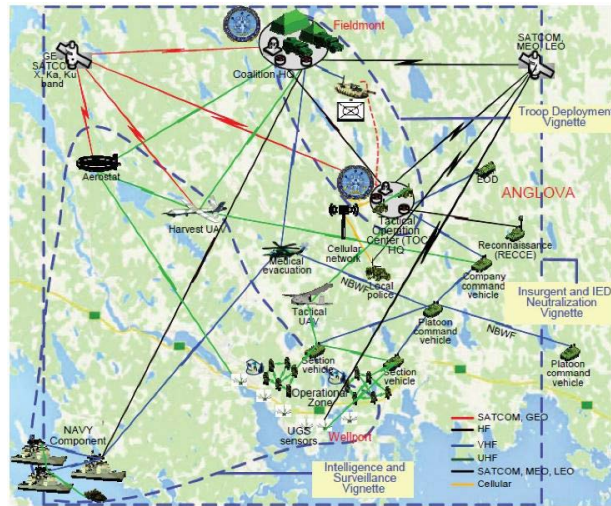 Fieldmont
GEO
SATCOM
X, Ka, Ku
band
Coalition HQ
SATCOM,
MEO, LEO
Troop Deployment
Vignette
Aerostat
EOD
ANGLOVA
Harvest UAV
Tactical
Operation
Center (TOC)
HQ
Cellular
network
Reconnaissance
(RECCE)
Medical
evacuation
NBWF
Local
police
Company
command
vehicle
Insurgent and IED
Neutralization
Vignette
Tactical
UAV
Platoon
command
vehicle
NBWF
Section
vehicle
Section
vehicle
Platoon
command
vehicle
Operational
Zone
NAVY
Component
UGS
sensors
Wellport
Intelligence and
Surveillance
Vignette
SATCOM, GEO
HF
VHF
UHF
SATCOM, MEO, LEO
Cellular